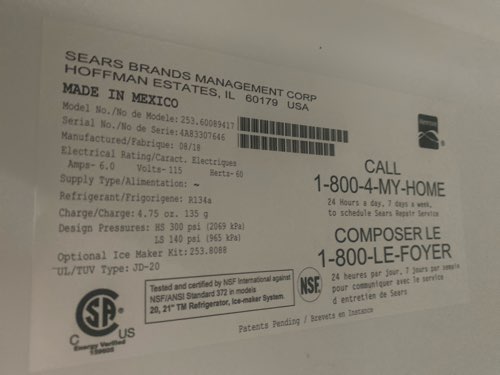 SEARS BRANDS MANAGEMENT CORP
HOFFMAN ESTATES, IL 60179 USA
MADE IN MEXICO
Model No./No de Modele: 253.60089417
Serial No./No de Serie: 4A83307646
Manufactured/Fabrique: 08/18
Electrical Rating/Caract. Electriques
Amps- 6.0 Volts- 115 Hertz- 60
Supply Type/Alimentation: ~
Refrigerant/Frigorigene: R134a
Charge/Charge: 4.75 oz. 135 g
Design Pressures: HS 300 psi (2069 kPa)
LS 140 psi (965 kPa)
Optional Ice Maker Kit: 253.8088
UL/TUV Type: JD-20
Kenmore
CALL
1-800-4-MY-HOME
24 Hours a day, 7 days a week,
to schedule Sears Repair Service
COMPOSER LE
1-800-LE-FOYER
24 heures par jour, 7 jours par semaine
pour communiquer avec le service
d entretien de Sears
Tested and certified by NSF International against
NSF/ANSI Standard 372 in models
20, 21" TM Refrigerator, Ice-maker System.
NSF
CSA
C US
Energy Verified
Patents Pending / Brevets en Instance